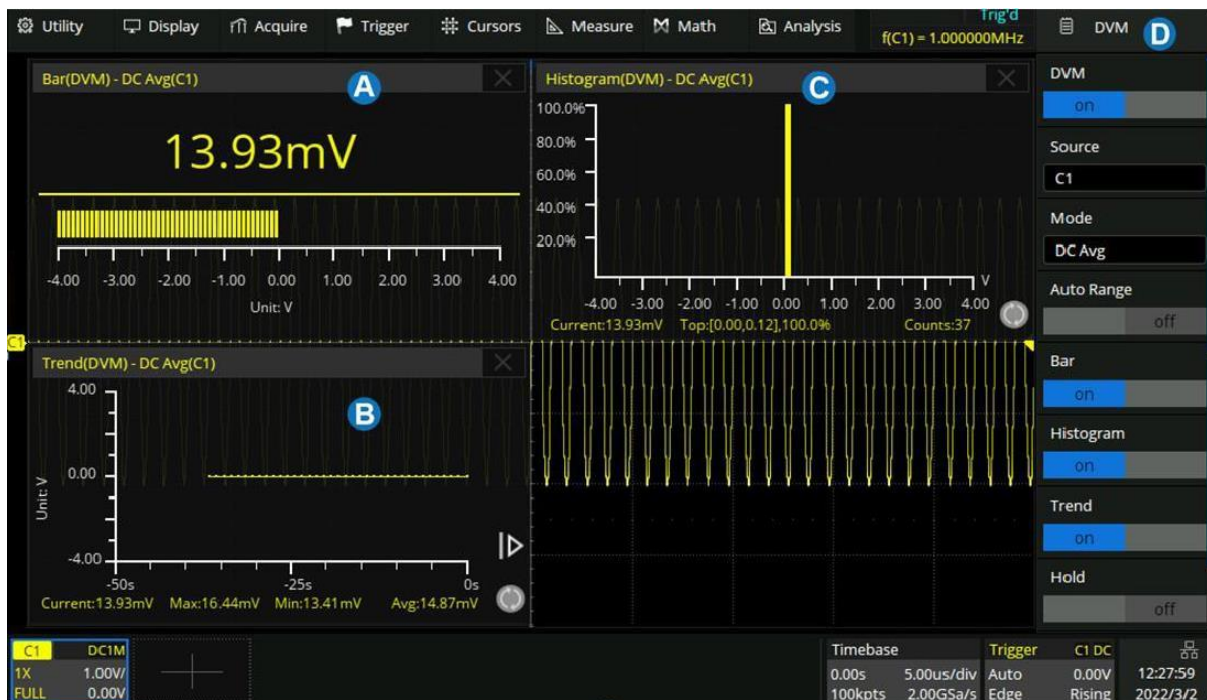 Utility Display Acquire Trigger Cursors Measure Math Analysis
Trig'd
f(C1) = 1.000000MHz
DVM
D
Bar(DVM) - DC Avg(C1)
A
13.93mV
-4.00 -3.00 -2.00 -1.00 0.00 1.00 2.00 3.00 4.00
Unit: V
Histogram(DVM) - DC Avg(C1)
C
100.0%
80.0%
60.0%
40.0%
20.0%
V
-4.00 -3.00 -2.00 -1.00 0.00 1.00 2.00 3.00 4.00
Current:13.93mV Top:[0.00,0.12],100.0% Counts:37
C1
Trend(DVM) - DC Avg(C1)
B
4.00
0.00
-4.00
Unit: V
-50s -25s 0s
Current:13.93mV Max:16.44mV Min:13.41mV Avg:14.87mV
DVM
on
Source
C1
Mode
DC Avg
Auto Range
off
Bar
on
Histogram
on
Trend
on
Hold
off
C1 DC1M
1X 1.00V/
FULL 0.00V
Timebase
0.00s 5.00us/div
100kpts 2.00GSa/s
Trigger C1 DC
Auto 0.00V
Edge Rising
12:27:59
2022/3/2